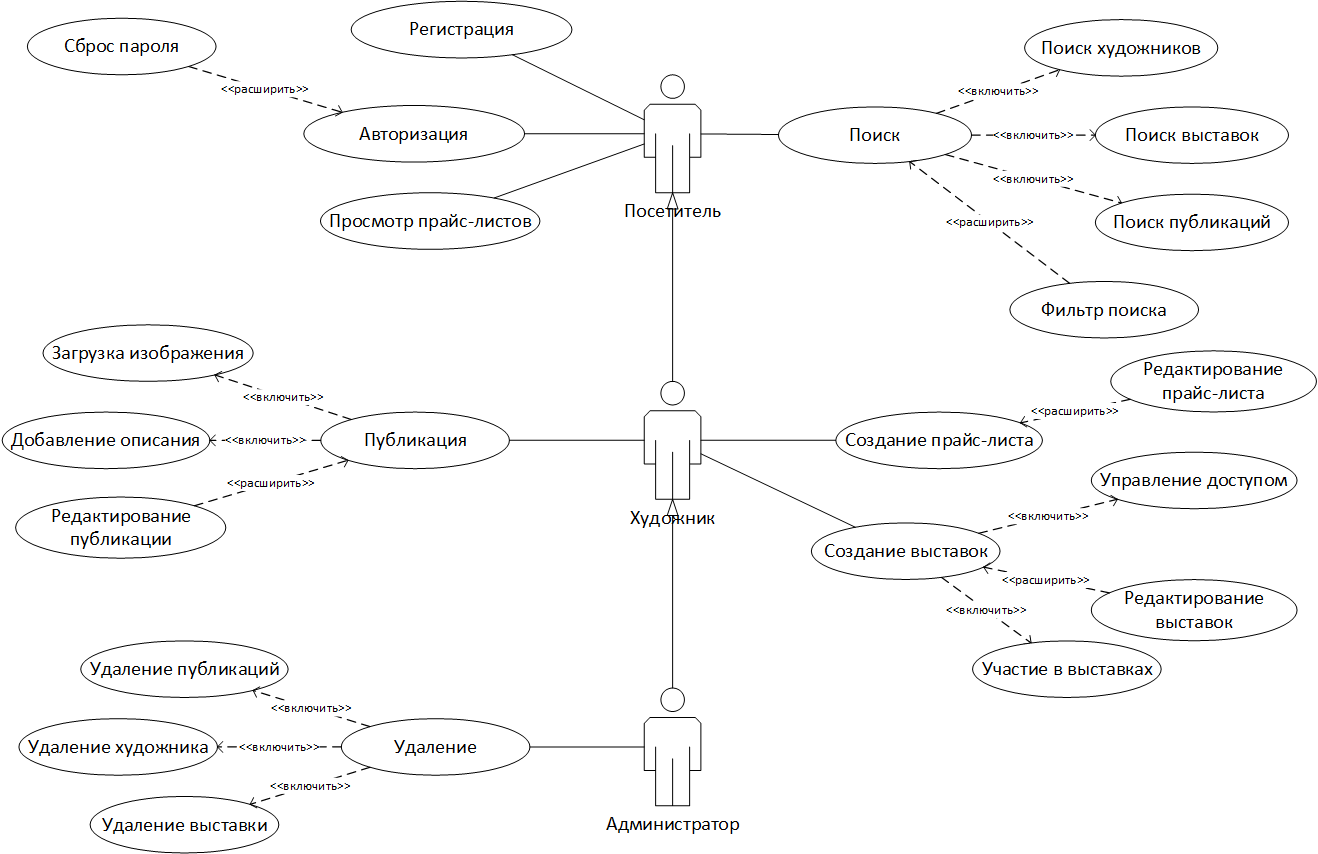 Регистрация
Сброс пароля
Поиск художников
<<расширить>>
<<включить>>
Авторизация
Поиск
<<включить>>
Поиск выставок
<<включить>>
Просмотр прайс-листов
Посетитель
<<расширить>>
Поиск публикаций
Фильтр поиска
Загрузка изображения
<<включить>>
Редактирование
прайс-листа
<<расширить>>
Добавление описания
<<включить>>
Публикация
Создание прайс-листа
<<расширить>>
Управление доступом
Редактирование
публикации
Художник
<<включить>>
Создание выставок
<<расширить>>
Редактирование
выставок
<<включить>>
Участие в выставках
Удаление публикаций
<<включить>>
Удаление художника
<<включить>>
Удаление
<<включить>>
Удаление выставки
Администратор